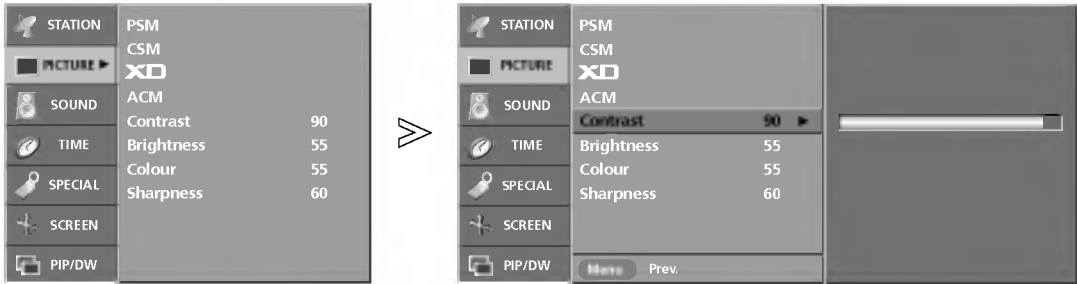 STATION
PICTURE
SOUND
TIME
SPECIAL
SCREEN
PIP/DW
PSM
CSM
XD
ACM
Contrast 90
Brightness 55
Colour 55
Sharpness 60
STATION
PICTURE
SOUND
TIME
SPECIAL
SCREEN
PIP/DW
PSM
CSM
XD
ACM
Contrast 90
Brightness 55
Colour 55
Sharpness 60
Menu Prev.